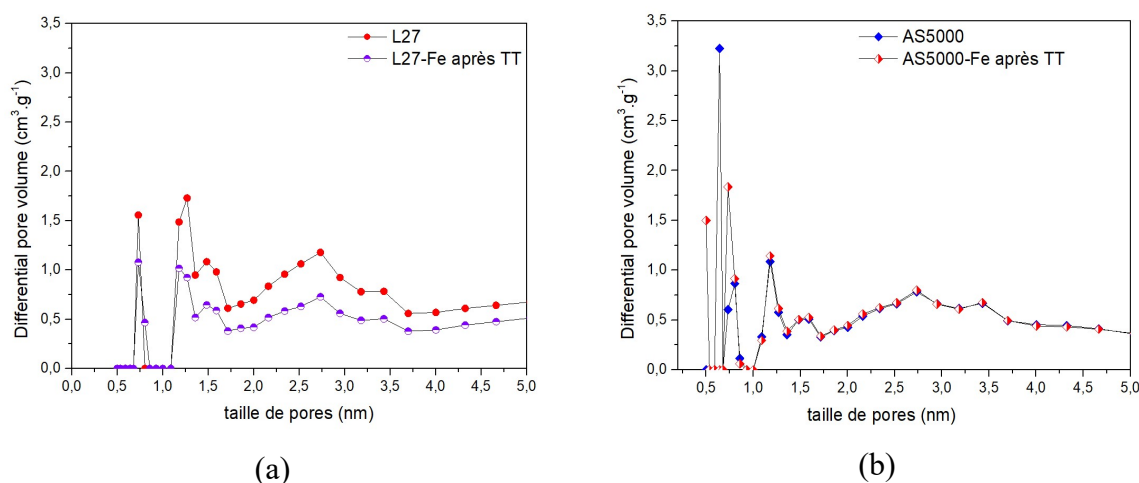 3,5
3,0
2,5
2,0
1,5
1,0
0,5
0,0
Differential pore volume (cm³.g⁻¹)
L27
L27-Fe après TT
0,0 0,5 1,0 1,5 2,0 2,5 3,0 3,5 4,0 4,5 5,0
taille de pores (nm)
(a)
3,5
3,0
2,5
2,0
1,5
1,0
0,5
0,0
Differential pore volume (cm³.g⁻¹)
AS5000
AS5000-Fe après TT
0,5 1,0 1,5 2,0 2,5 3,0 3,5 4,0 4,5 5,0
taille de pores (nm)
(b)